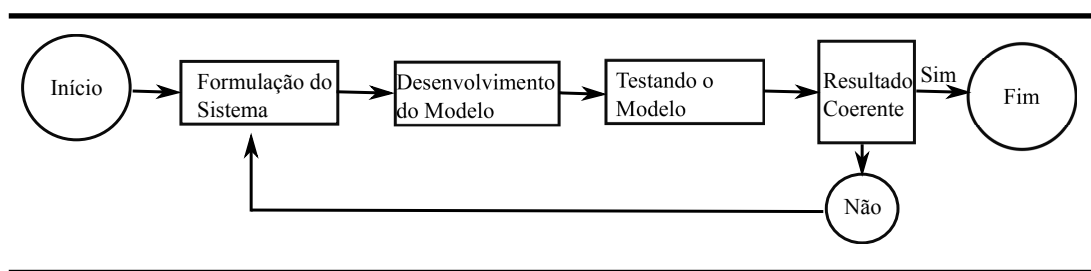 Início
Formulação do
Sistema
Desenvolvimento
do Modelo
Testando o
Modelo
Resultado
Coerente
Sim
Fim
Não